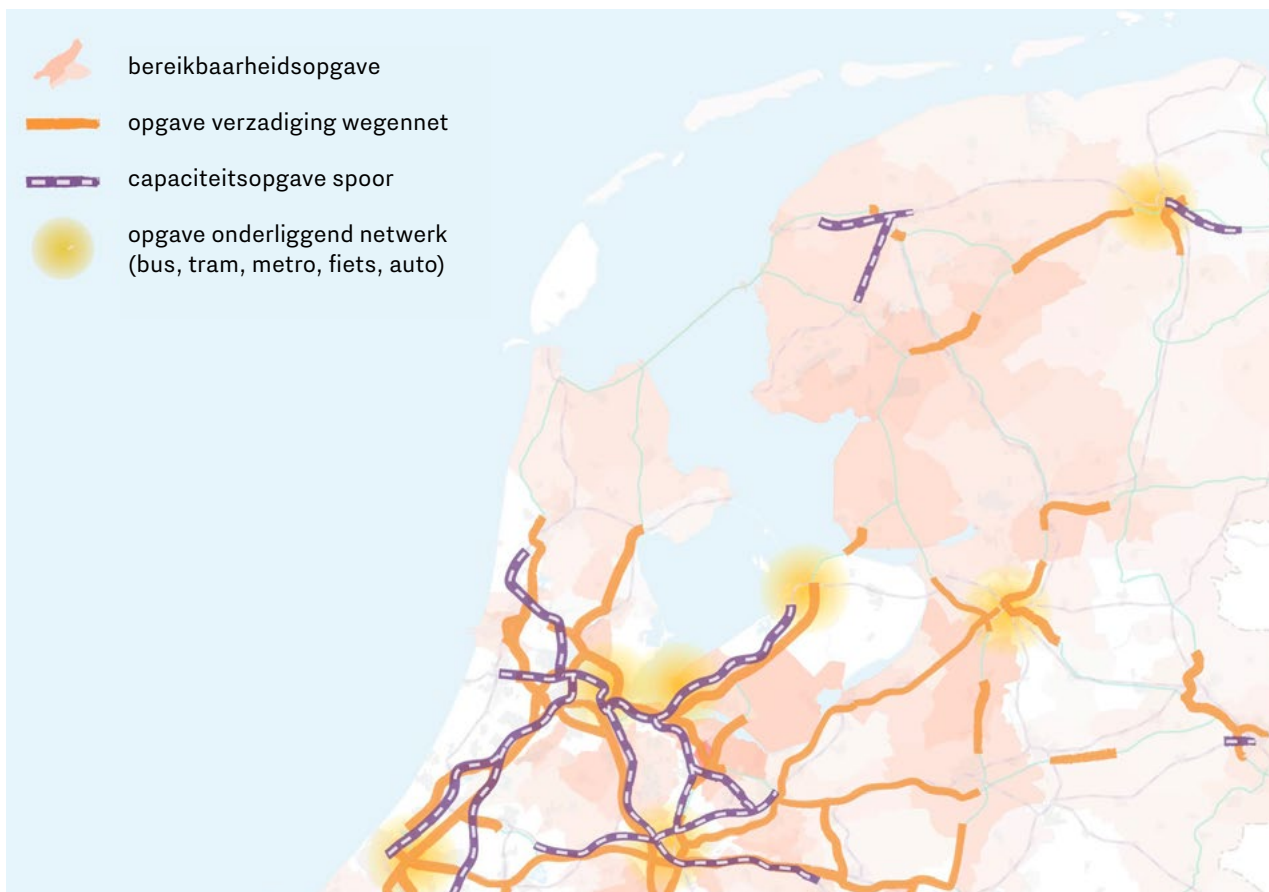 bereikbaarheidsopgave
opgave verzadiging wegennet
capaciteitsopgave spoor
opgave onderliggend netwerk
(bus, tram, metro, fiets, auto)